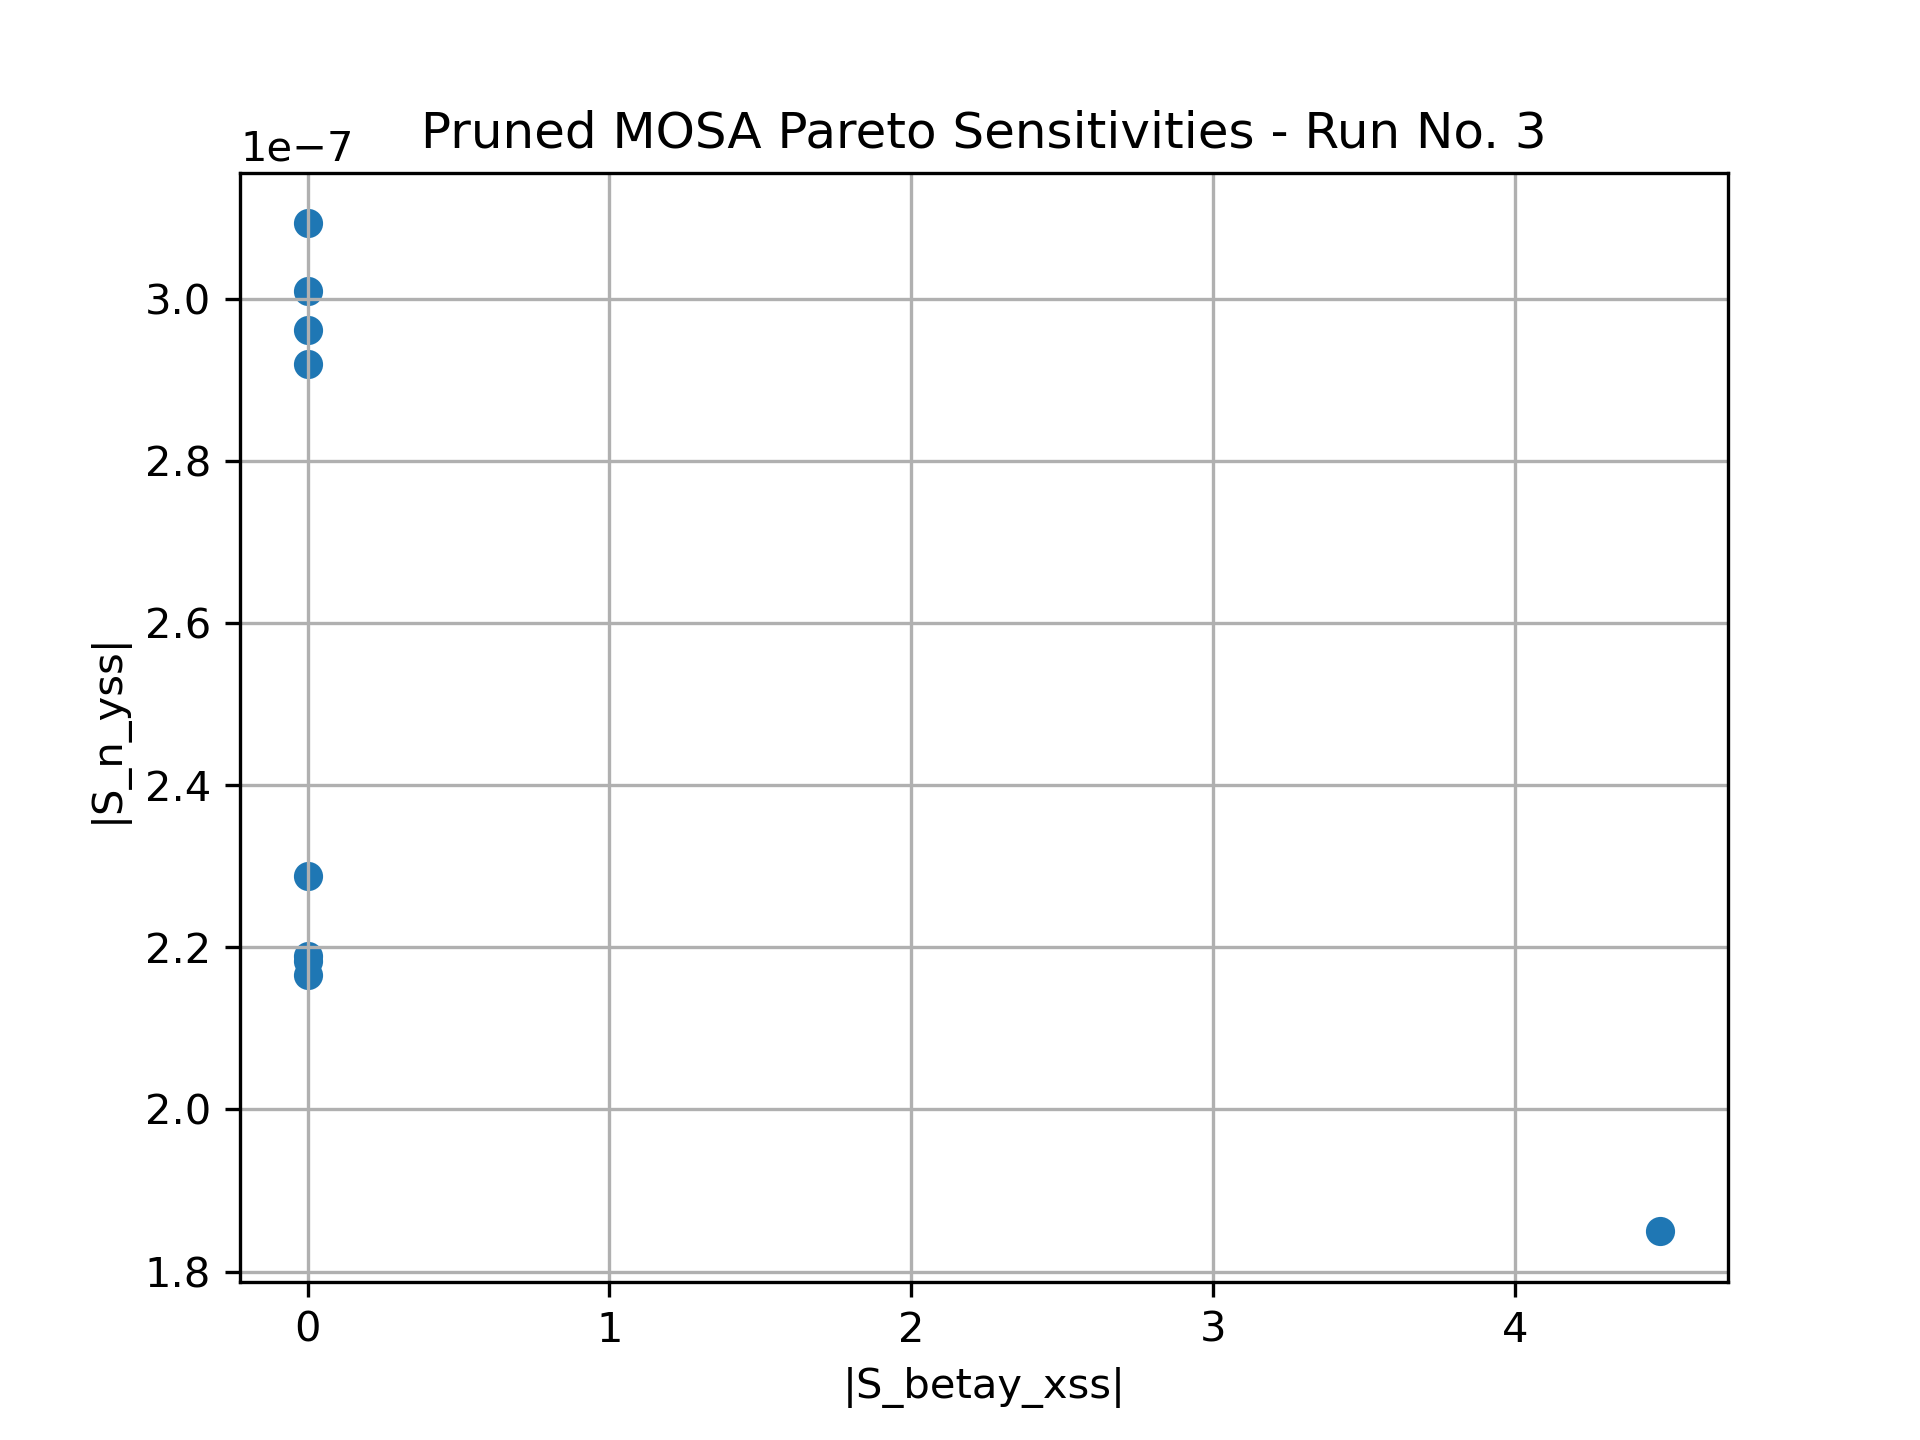 Pruned MOSA Pareto Sensitivities - Run No. 3
1e−7
3.0
2.8
2.6
2.4
2.2
2.0
1.8
|S_n_yss|
0 1 2 3 4
|S_betay_xss|